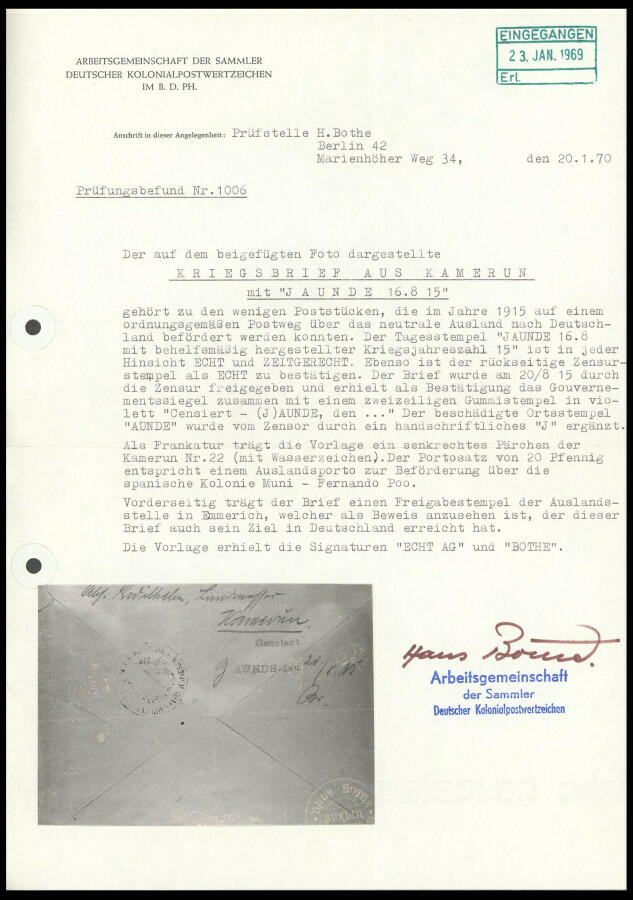 ARBEITSGEMEINSCHAFT DER SAMMLER
DEUTSCHER KOLONIALPOSTWERTZEICHEN
IM B. D. PH.
EINGEGANGEN
23. JAN. 1969
Erl.
Anschrift in dieser Angelegenheit: Prüfstelle H.Bothe
Berlin 42
Marienhöher Weg 34, den 20.1.70
Prüfungsbefund Nr.1006
Der auf dem beigefügten Foto dargestellte
KRIEGSBRIEF AUS KAMERUN
mit "JAUNDE 16.8 15"
gehört zu den wenigen Poststücken, die im Jahre 1915 auf einem
ordnungsgemäßen Postweg über das neutrale Ausland nach Deutsch-
land befördert werden konnten. Der Tagesstempel "JAUNDE 16.8
mit behelfsmäßig hergestellter Kriegsjahreszahl 15" ist in jeder
Hinsicht ECHT und ZEITGERECHT. Ebenso ist der rückseitige Zensur-
stempel als ECHT zu bestätigen. Der Brief wurde am 20/8 15 durch
die Zensur freigegeben und erhielt als Bestätigung das Gouverne-
mentssiegel zusammen mit einem zweizeiligen Gummistempel in vio-
lett "Censiert - (J)AUNDE, den ..." Der beschädigte Ortsstempel
"AUNDE" wurde vom Zensor durch ein handschriftliches "J" ergänzt.
Als Frankatur trägt die Vorlage ein senkrechtes Pärchen der
Kamerun Nr.22 (mit Wasserzeichen).Der Portosatz von 20 Pfennig
entspricht einem Auslandsporto zur Beförderung über die
spanische Kolonie Muni - Fernando Poo.
Vorderseitig trägt der Brief einen Freigabestempel der Auslands-
stelle in Emmerich, welcher als Beweis anzusehen ist, der dieser
Brief auch sein Ziel in Deutschland erreicht hat.
Die Vorlage erhielt die Signaturen "ECHT AG" und "BOTHE".
Kamerun.
Censiert
J AUNDE, den 20/8 15
Hans Bothe.
Arbeitsgemeinschaft
der Sammler
Deutscher Kolonialpostwertzeichen
HANS BOTHE
BERLIN